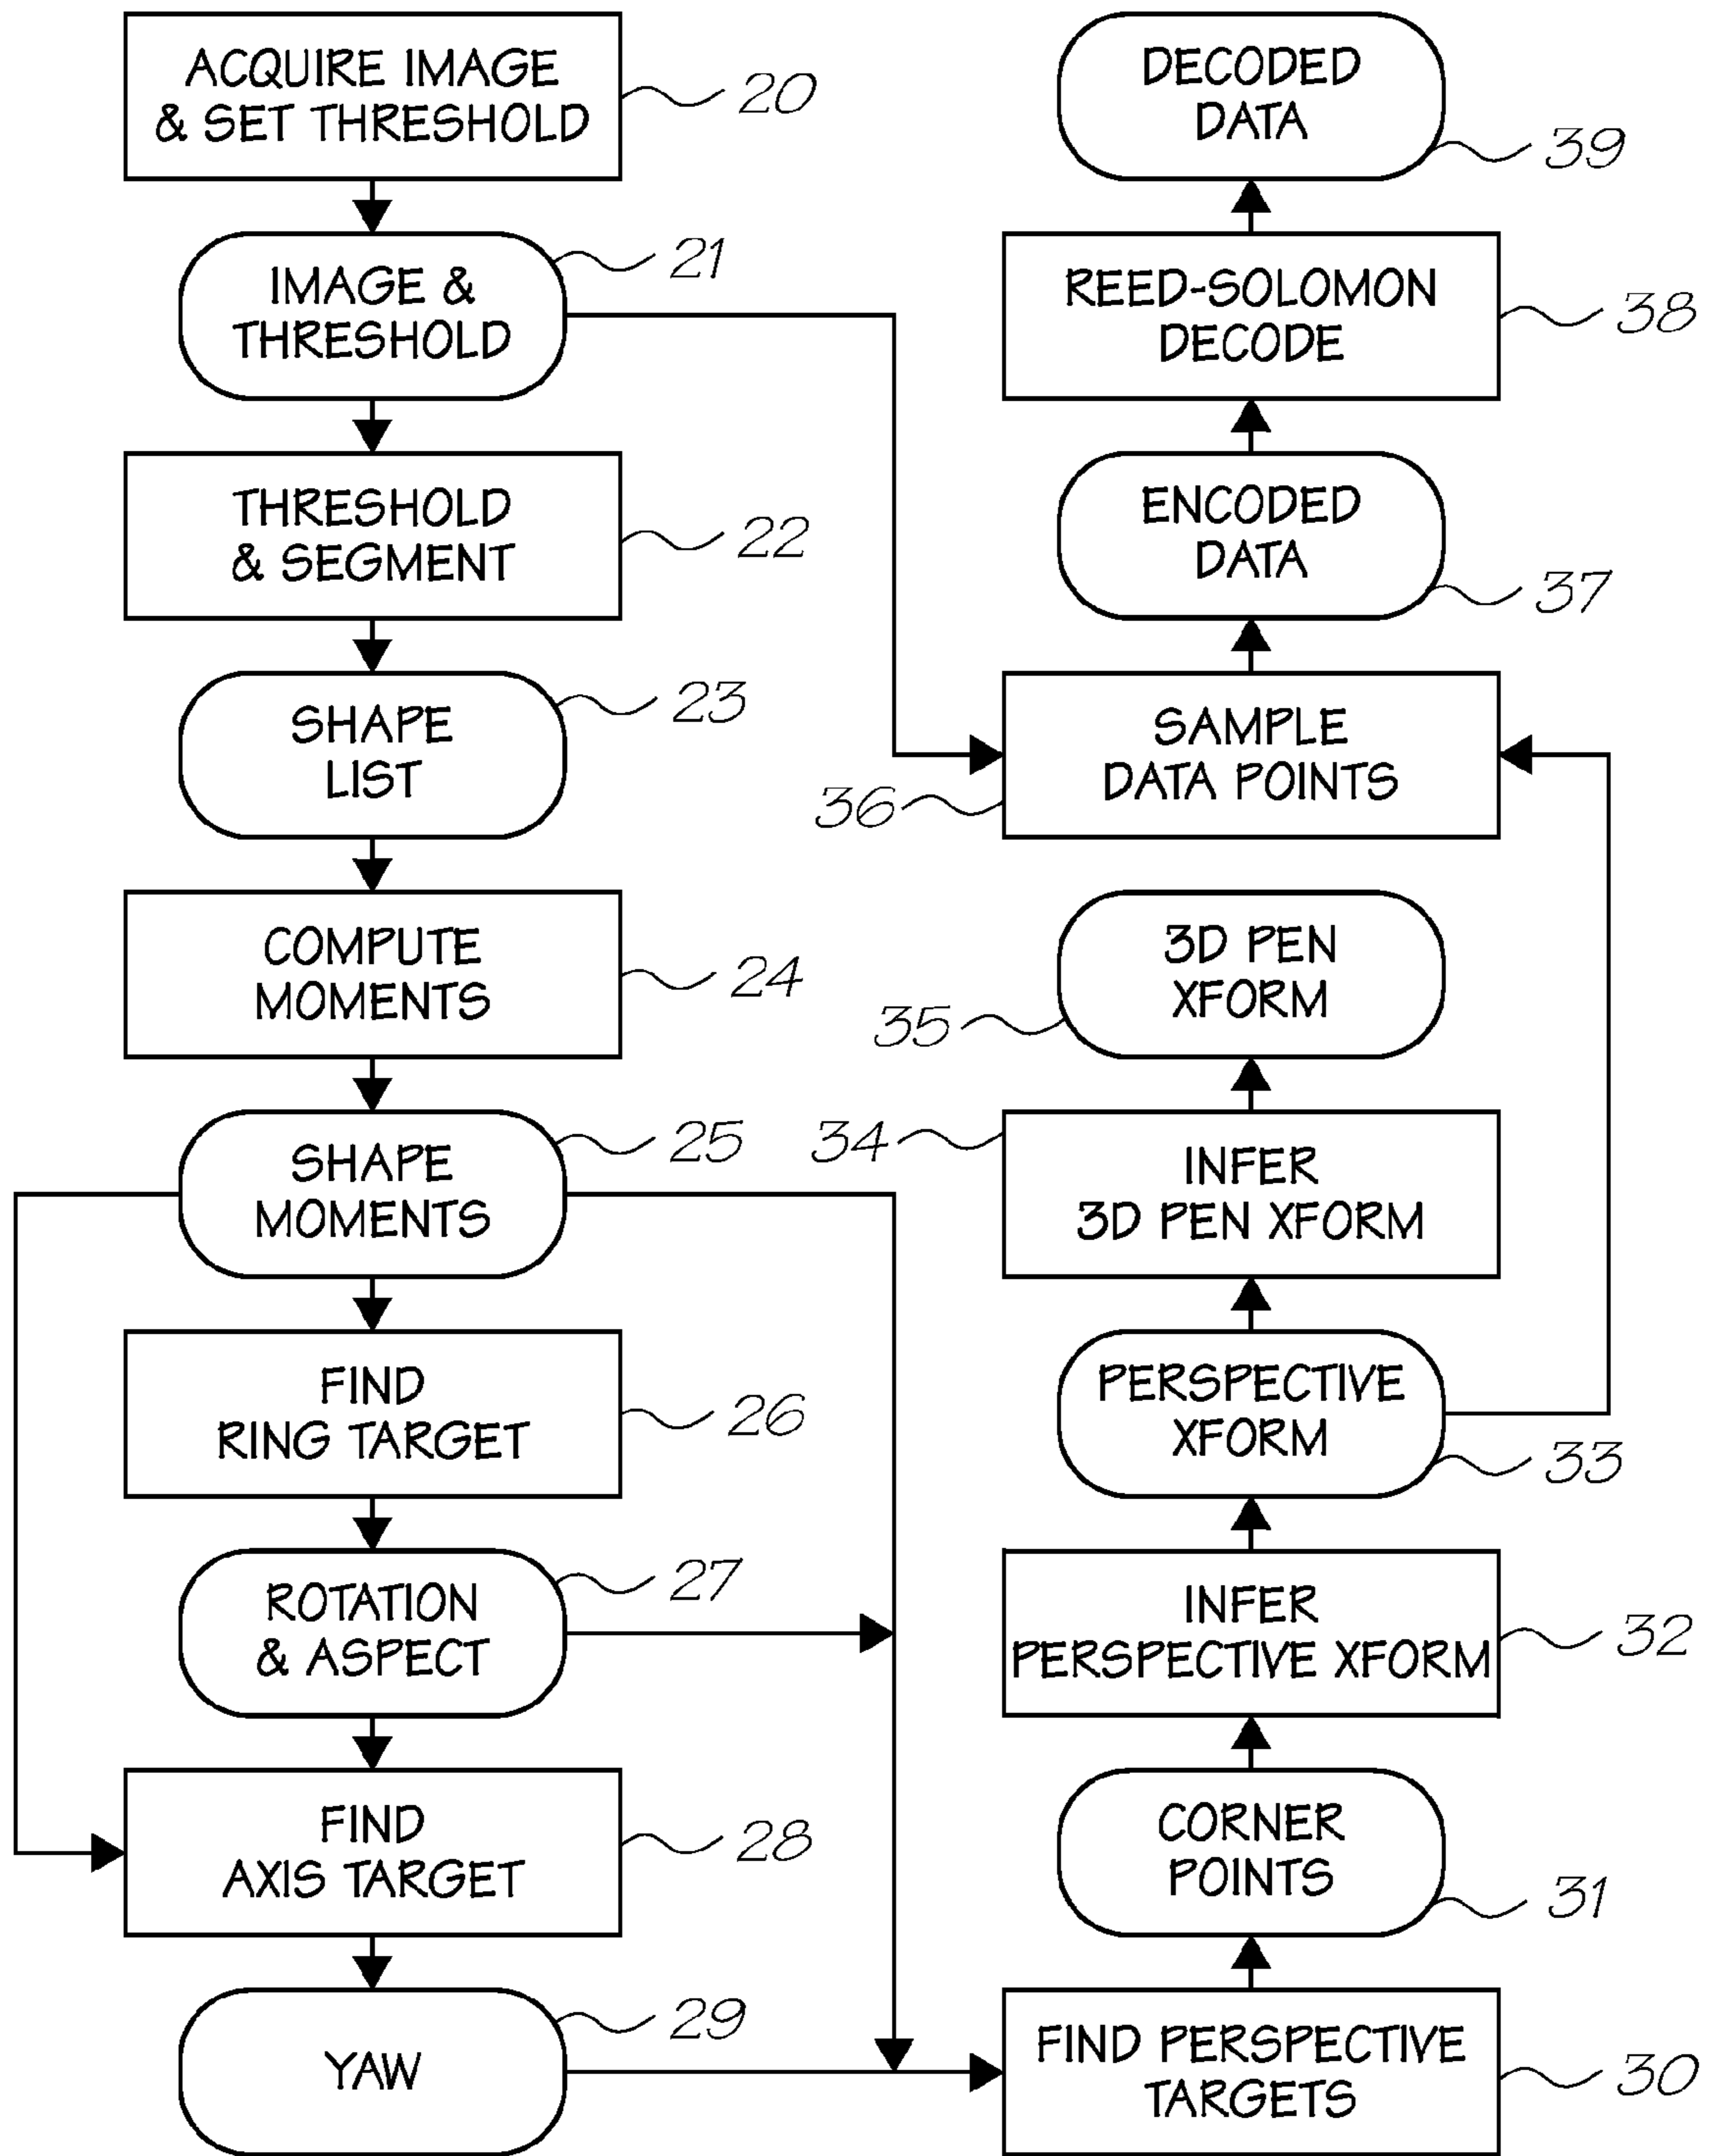 ACQUIRE IMAGE
& SET THRESHOLD
20
IMAGE &
THRESHOLD
21
THRESHOLD
& SEGMENT
22
SHAPE
LIST
23
COMPUTE
MOMENTS
24
SHAPE
MOMENTS
25
FIND
RING TARGET
26
ROTATION
& ASPECT
27
FIND
AXIS TARGET
28
YAW
29
DECODED
DATA
39
REED-SOLOMON
DECODE
38
ENCODED
DATA
37
SAMPLE
DATA POINTS
36
3D PEN
XFORM
35
INFER
3D PEN XFORM
34
PERSPECTIVE
XFORM
33
INFER
PERSPECTIVE XFORM
32
CORNER
POINTS
31
FIND PERSPECTIVE
TARGETS
30